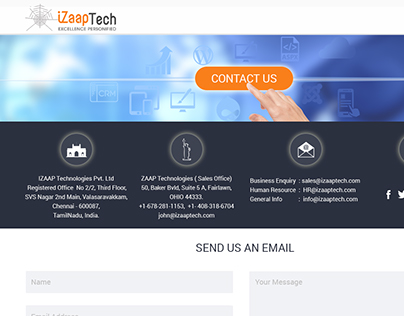 iZaapTech
EXCELLENCE PERSONIFIED
CRM
CONTACT US
IZAAP Technologies Pvt. Ltd
Registered Office No 2/2, Third Floor,
SVS Nagar 2nd Main, Valasaravakkam,
Chennai - 600087,
TamilNadu, India.
ZAAP Technologies ( Sales Office)
50, Baker Bvld, Suite 5 A, Fairlawn,
OHIO 44333.
+1-678-281-1153, +1- 408-318-6704
john@izaaptech.com
Business Enquiry : sales@izaaptech.com
Human Resource : HR@izaaptech.com
General Info : info@izaaptech.com
SEND US AN EMAIL
Name
Your Message
Email Address